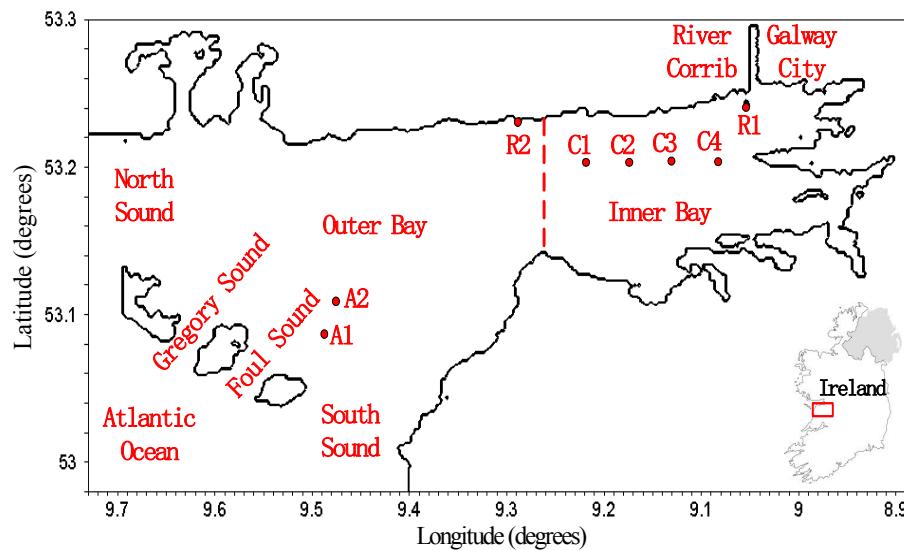 53.3
53.2
53.1
53
Latitude (degrees)
River
Corrib
Galway
City
R2
C1
C2
C3
C4
R1
North
Sound
Outer Bay
Inner Bay
Gregory Sound
Foul Sound
A2
A1
Atlantic
Ocean
South
Sound
Ireland
9.7
9.6
9.5
9.4
9.3
9.2
9.1
9
8.9
Longitude (degrees)